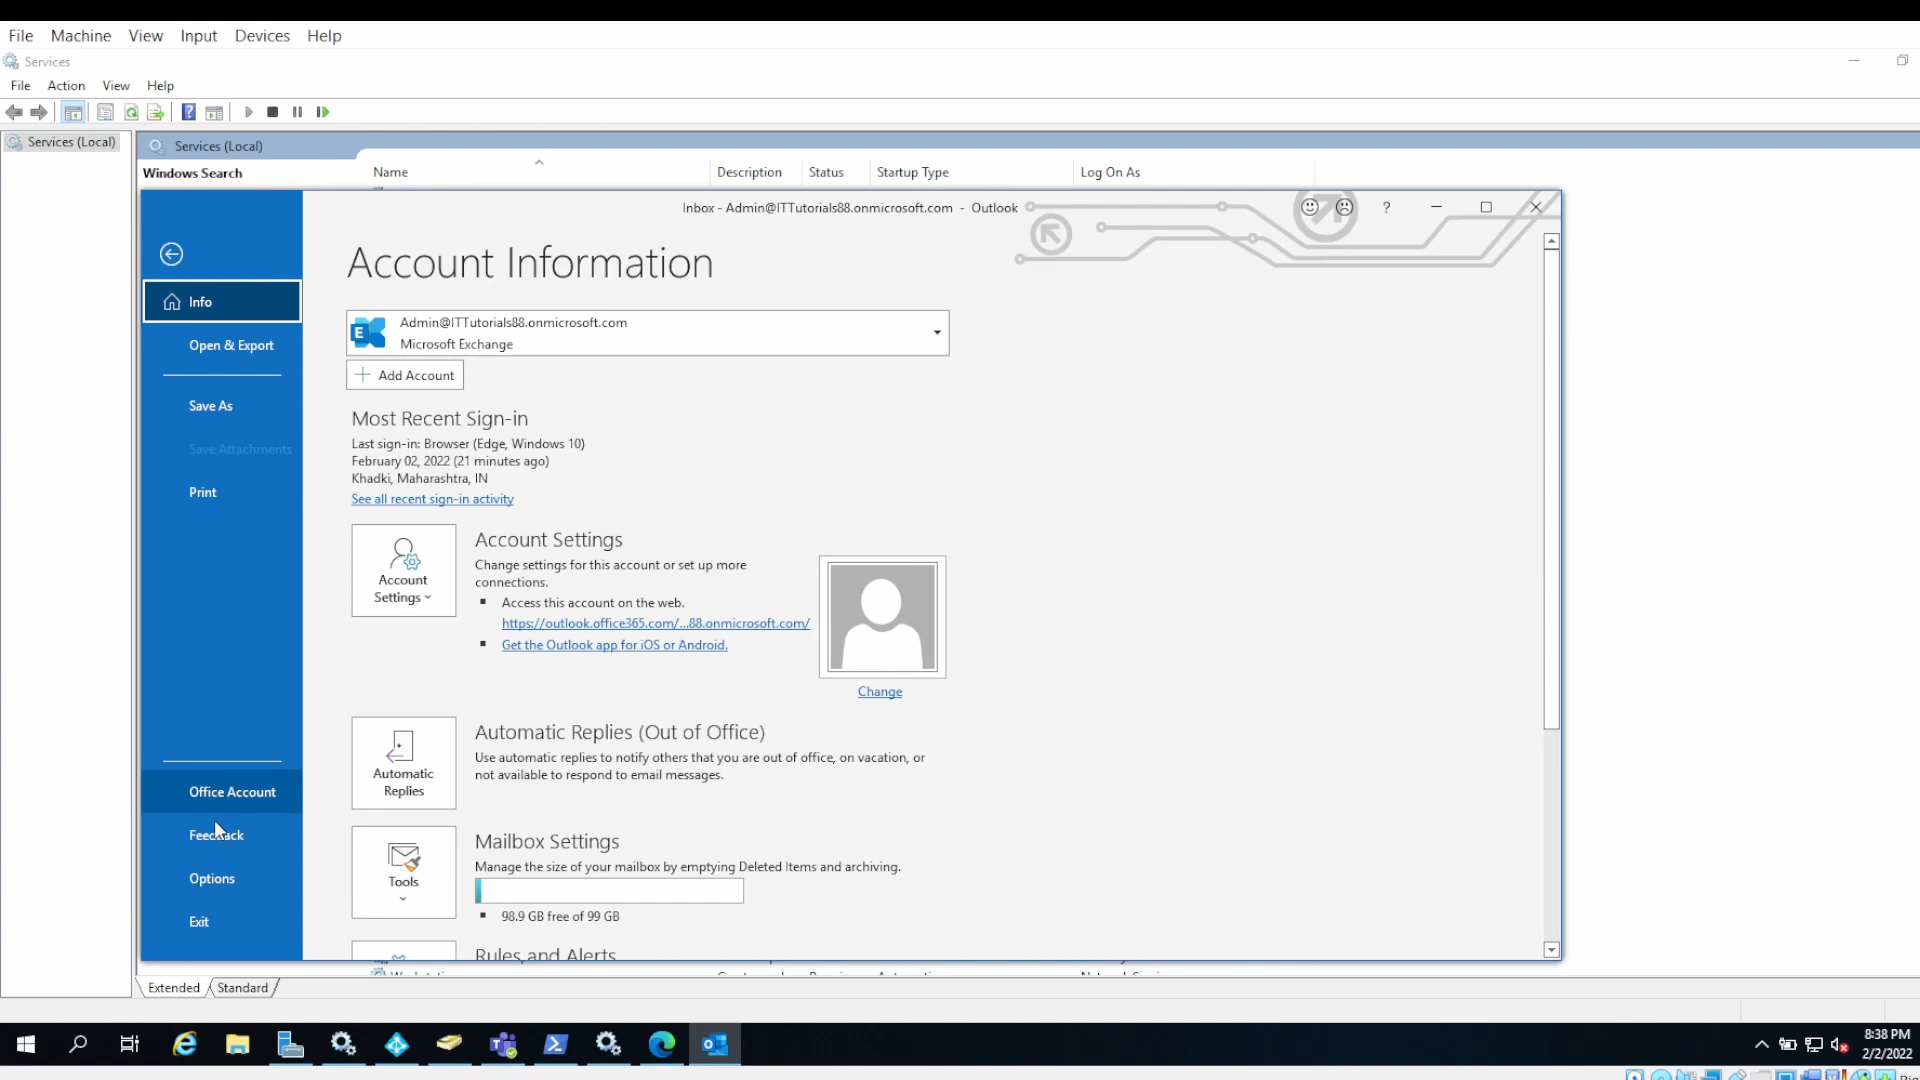 File Machine View Input Devices Help
Services
File Action View Help
Services (Local)
Services (Local)
Windows Search
Name Description Status Startup Type Log On As
Inbox - Admin@ITTutorials88.onmicrosoft.com - Outlook
?
Info
Open & Export
Save As
Save Attachments
Print
Office Account
Feedback
Options
Exit
Account Information
Admin@ITTutorials88.onmicrosoft.com
Microsoft Exchange
Add Account
Most Recent Sign-in
Last sign-in: Browser (Edge, Windows 10)
February 02, 2022 (21 minutes ago)
Khadki, Maharashtra, IN
See all recent sign-in activity
Account
Settings
Account Settings
Change settings for this account or set up more
connections.
Access this account on the web.
https://outlook.office365.com/...88.onmicrosoft.com/
Get the Outlook app for iOS or Android.
Change
Automatic
Replies
Automatic Replies (Out of Office)
Use automatic replies to notify others that you are out of office, on vacation, or
not available to respond to email messages.
Tools
Mailbox Settings
Manage the size of your mailbox by emptying Deleted Items and archiving.
98.9 GB free of 99 GB
Rules and Alerts
Extended Standard
8:38 PM
2/2/2022